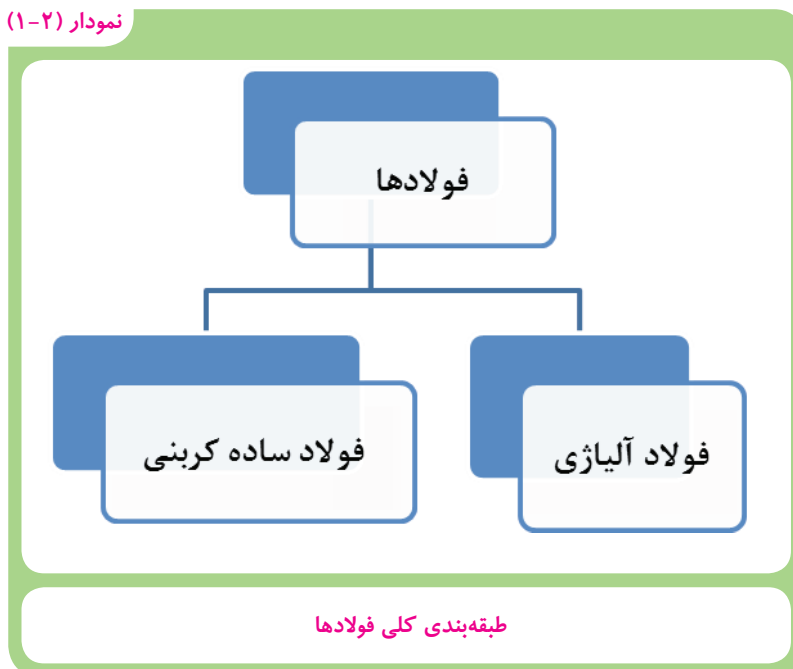 نمودار (۲-۱)
فولادها
فولاد آلیاژی
فولاد ساده کربنی
طبقه‌بندی کلی فولادها